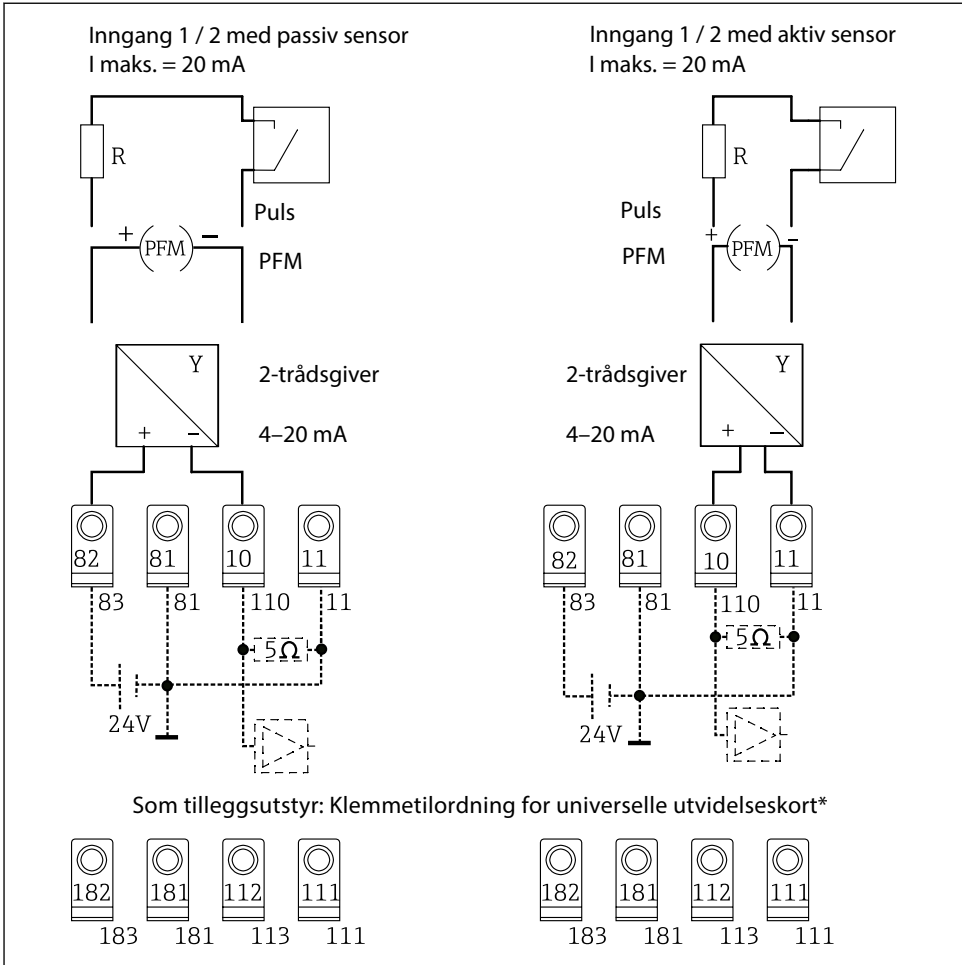 Inngang 1 / 2 med passiv sensor
I maks. = 20 mA
R
Puls
+ PFM −
PFM
Y
2-trådsgiver
+ −
4–20 mA
82 81 10 11
83 81 110 11
5Ω
24V
Inngang 1 / 2 med aktiv sensor
I maks. = 20 mA
R
Puls
+ PFM -
PFM
Y
2-trådsgiver
+ −
4–20 mA
82 81 10 11
83 81 110 11
5Ω
24V
Som tilleggsutstyr: Klemmetilordning for universelle utvidelseskort*
182 181 112 111
183 181 113 111
182 181 112 111
183 181 113 111